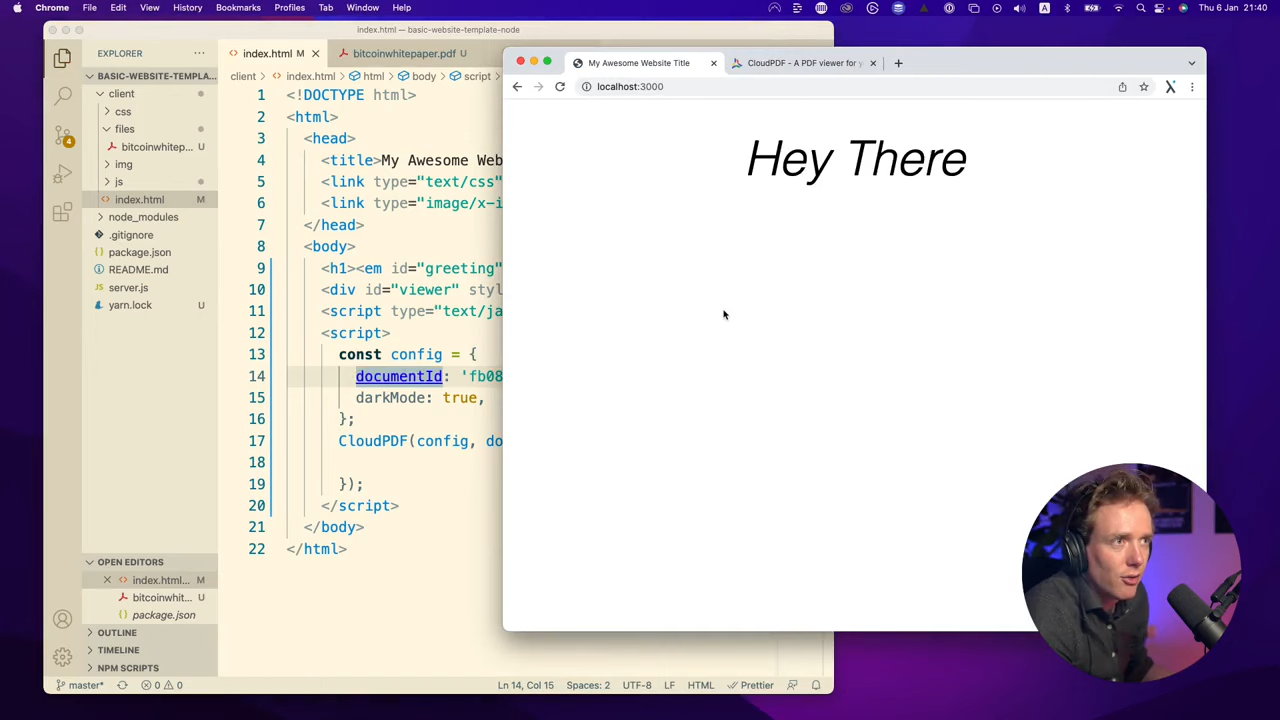 Chrome File Edit View History Bookmarks Profiles Tab Window Help
Thu 6 Jan 21:40
index.html — basic-website-template-node
EXPLORER
BASIC-WEBSITE-TEMPLA...
client
css
files
bitcoinwhitep... U
img
js
index.html M
node_modules
.gitignore
package.json
README.md
server.js
yarn.lock U
OPEN EDITORS
index.html... M
bitcoinwhit... U
package.json
OUTLINE
TIMELINE
NPM SCRIPTS
index.html M
bitcoinwhitepaper.pdf U
client > index.html > html > body > script >
1 <!DOCTYPE html>
2 <html>
3 <head>
4 <title>My Awesome Web
5 <link type="text/css"
6 <link type="image/x-i
7 </head>
8 <body>
9 <h1><em id="greeting"
10 <div id="viewer" styl
11 <script type="text/ja
12 <script>
13 const config = {
14 documentId: 'fb08
15 darkMode: true,
16 };
17 CloudPDF(config, do
18
19 });
20 </script>
21 </body>
22 </html>
master* 0 0 Ln 14, Col 15 Spaces: 2 UTF-8 LF HTML Prettier
My Awesome Website Title
CloudPDF - A PDF viewer for y
localhost:3000
Hey There